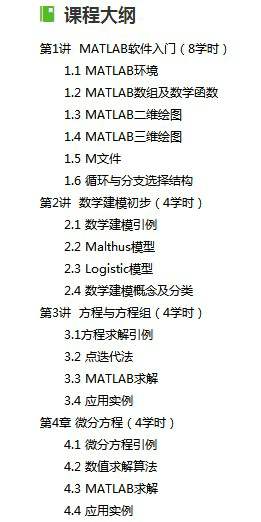 课程大纲
第1讲 MATLAB软件入门（8学时）
1.1 MATLAB环境
1.2 MATLAB数组及数学函数
1.3 MATLAB二维绘图
1.4 MATLAB三维绘图
1.5 M文件
1.6 循环与分支选择结构
第2讲 数学建模初步（4学时）
2.1 数学建模引例
2.2 Malthus模型
2.3 Logistic模型
2.4 数学建模概念及分类
第3讲 方程与方程组（4学时）
3.1方程求解引例
3.2 点迭代法
3.3 MATLAB求解
3.4 应用实例
第4章 微分方程（4学时）
4.1 微分方程引例
4.2 数值求解算法
4.3 MATLAB求解
4.4 应用实例